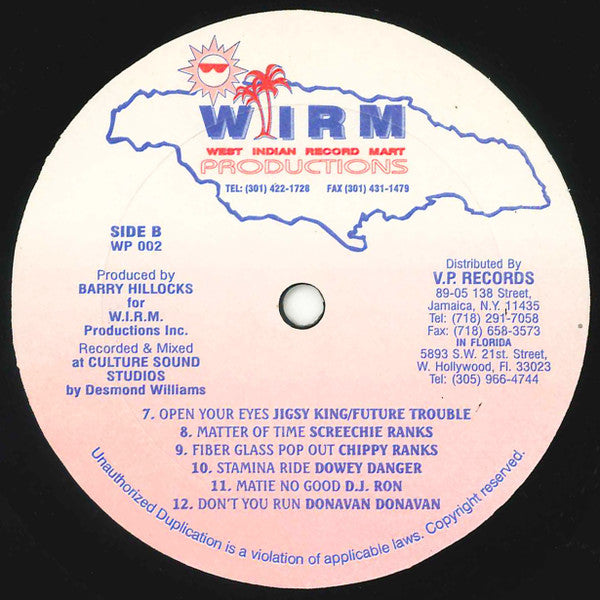 WIRM
WEST INDIAN RECORD MART
PRODUCTIONS
TEL: (301) 422-1728 FAX (301) 431-1479
SIDE B
WP 002
Produced by
BARRY HILLOCKS
for
W.I.R.M.
Productions Inc.
Recorded & Mixed
at CULTURE SOUND
STUDIOS
by Desmond Williams
Distributed By
V.P. RECORDS
89-05 138 Street,
Jamaica, N.Y. 11435
Tel: (718) 291-7058
Fax: (718) 658-3573
IN FLORIDA
5893 S.W. 21st. Street,
W. Hollywood, Fl. 33023
Tel: (305) 966-4744
7. OPEN YOUR EYES JIGSY KING/FUTURE TROUBLE
8. MATTER OF TIME SCREECHIE RANKS
9. FIBER GLASS POP OUT CHIPPY RANKS
10. STAMINA RIDE DOWEY DANGER
11. MATIE NO GOOD D.J. RON
12. DON'T YOU RUN DONAVAN DONAVAN
Unauthorized Duplication is a violation of applicable laws. Copyright reserved.